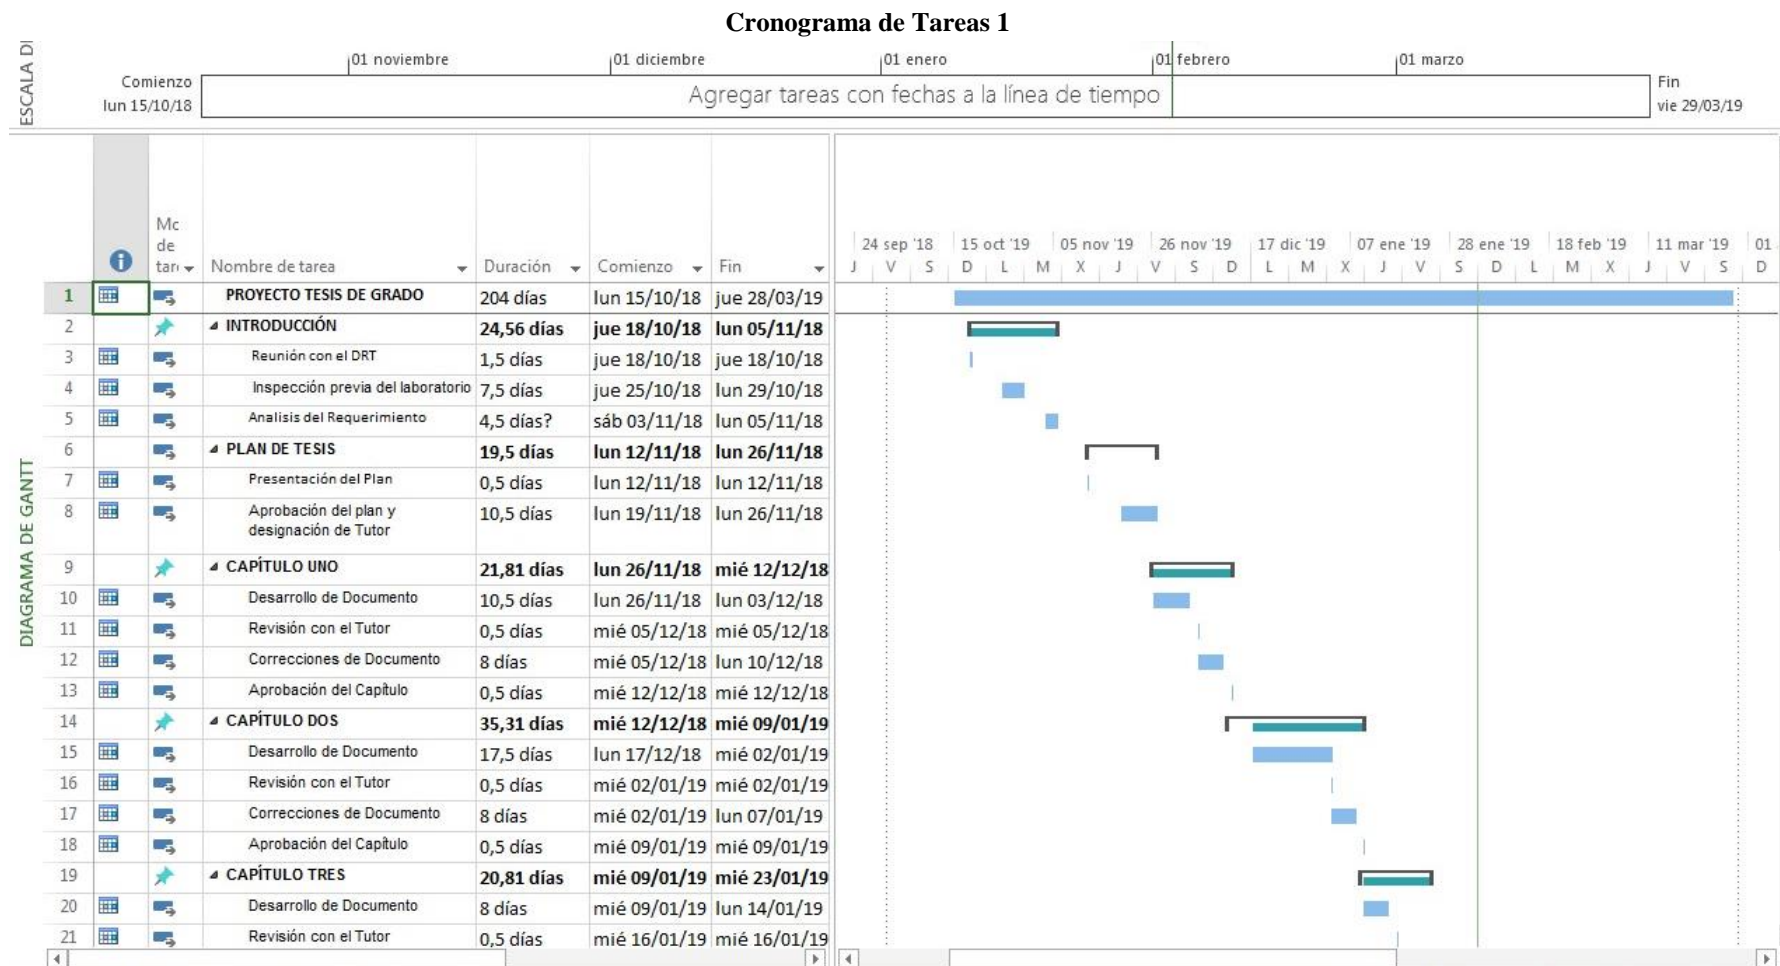 Cronograma de Tareas 1
ESCALA DI
01 noviembre 01 diciembre 01 enero 01 febrero 01 marzo
Comienzo
lun 15/10/18
Agregar tareas con fechas a la línea de tiempo
Fin
vie 29/03/19
DIAGRAMA DE GANTT
Mc
de
tar
Nombre de tarea Duración Comienzo Fin
24 sep '18 15 oct '19 05 nov '19 26 nov '19 17 dic '19 07 ene '19 28 ene '19 18 feb '19 11 mar '19 01
J V S D L M X J V S D L M X J V S D L M X J V S D
1 PROYECTO TESIS DE GRADO 204 días lun 15/10/18 jue 28/03/19
2 INTRODUCCIÓN 24,56 días jue 18/10/18 lun 05/11/18
3 Reunión con el DRT 1,5 días jue 18/10/18 jue 18/10/18
4 Inspección previa del laboratorio 7,5 días jue 25/10/18 lun 29/10/18
5 Analisis del Requerimiento 4,5 días? sáb 03/11/18 lun 05/11/18
6 PLAN DE TESIS 19,5 días lun 12/11/18 lun 26/11/18
7 Presentación del Plan 0,5 días lun 12/11/18 lun 12/11/18
8 Aprobación del plan y
designación de Tutor 10,5 días lun 19/11/18 lun 26/11/18
9 CAPÍTULO UNO 21,81 días lun 26/11/18 mié 12/12/18
10 Desarrollo de Documento 10,5 días lun 26/11/18 lun 03/12/18
11 Revisión con el Tutor 0,5 días mié 05/12/18 mié 05/12/18
12 Correcciones de Documento 8 días mié 05/12/18 lun 10/12/18
13 Aprobación del Capítulo 0,5 días mié 12/12/18 mié 12/12/18
14 CAPÍTULO DOS 35,31 días mié 12/12/18 mié 09/01/19
15 Desarrollo de Documento 17,5 días lun 17/12/18 mié 02/01/19
16 Revisión con el Tutor 0,5 días mié 02/01/19 mié 02/01/19
17 Correcciones de Documento 8 días mié 02/01/19 lun 07/01/19
18 Aprobación del Capítulo 0,5 días mié 09/01/19 mié 09/01/19
19 CAPÍTULO TRES 20,81 días mié 09/01/19 mié 23/01/19
20 Desarrollo de Documento 8 días mié 09/01/19 lun 14/01/19
21 Revisión con el Tutor 0,5 días mié 16/01/19 mié 16/01/19